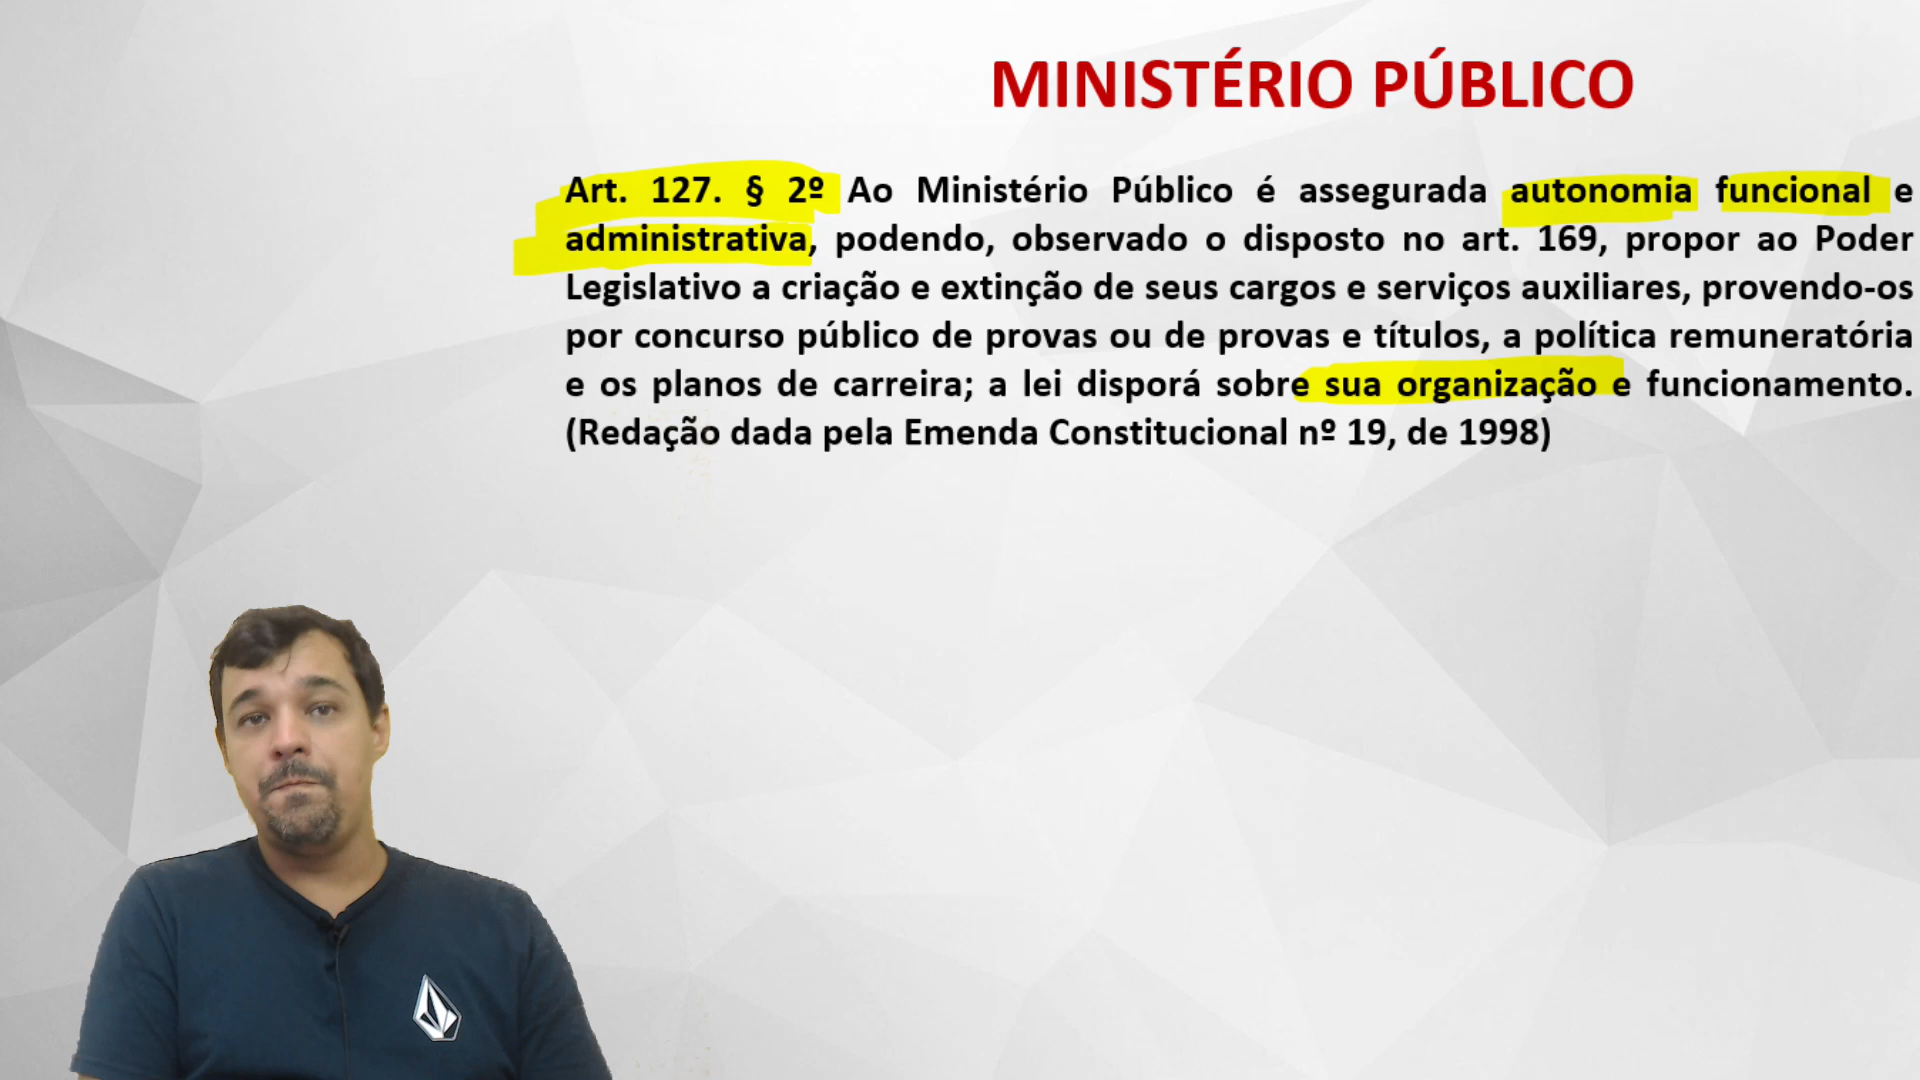 MINISTÉRIO PÚBLICO
Art. 127. § 2º Ao Ministério Público é assegurada autonomia funcional e
administrativa, podendo, observado o disposto no art. 169, propor ao Poder
Legislativo a criação e extinção de seus cargos e serviços auxiliares, provendo-os
por concurso público de provas ou de provas e títulos, a política remuneratória
e os planos de carreira; a lei disporá sobre sua organização e funcionamento.
(Redação dada pela Emenda Constitucional nº 19, de 1998)